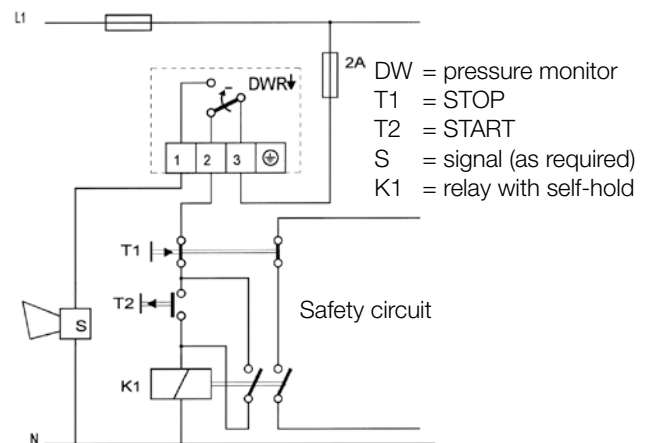 L1
2A
DWR↓
−
1 2 3
DW = pressure monitor
T1 = STOP
T2 = START
S = signal (as required)
K1 = relay with self-hold
T1
T2
Safety circuit
S
K1
N